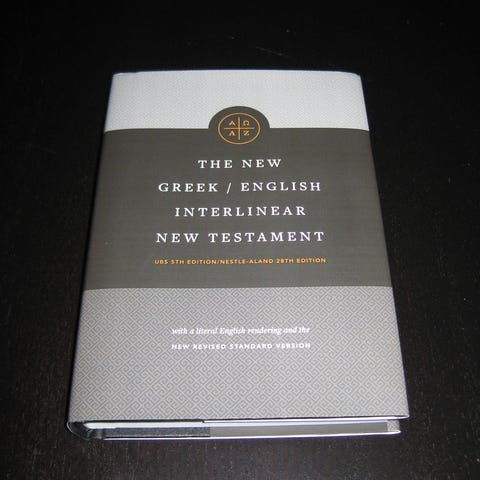 Α Ω
A Z
THE NEW
GREEK / ENGLISH
INTERLINEAR
NEW TESTAMENT
UBS 5TH EDITION/NESTLE-ALAND 28TH EDITION
with a literal English rendering and the
NEW REVISED STANDARD VERSION